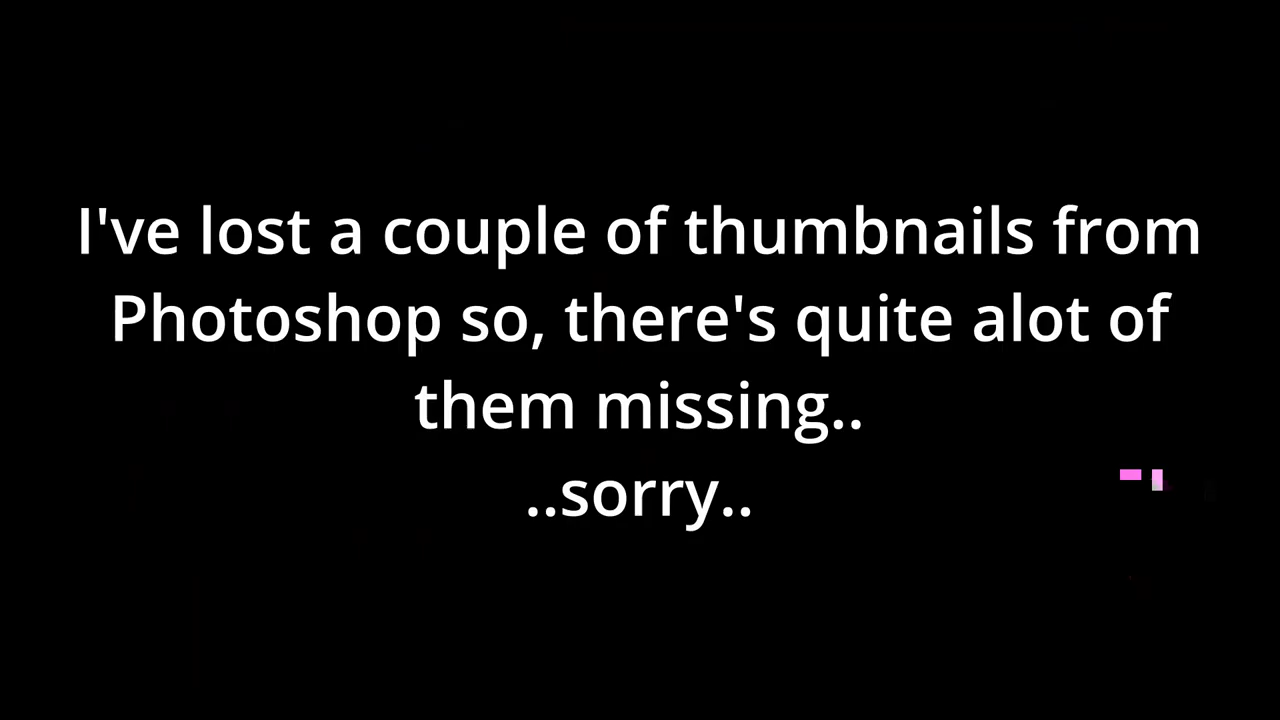 I've lost a couple of thumbnails from
Photoshop so, there's quite alot of
them missing..
..sorry..